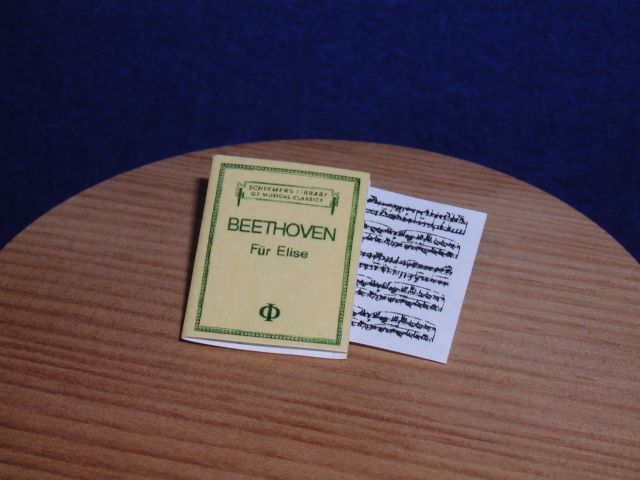 SCHIRMER'S LIBRARY
OF MUSICAL CLASSICS
BEETHOVEN
Für Elise
Φ